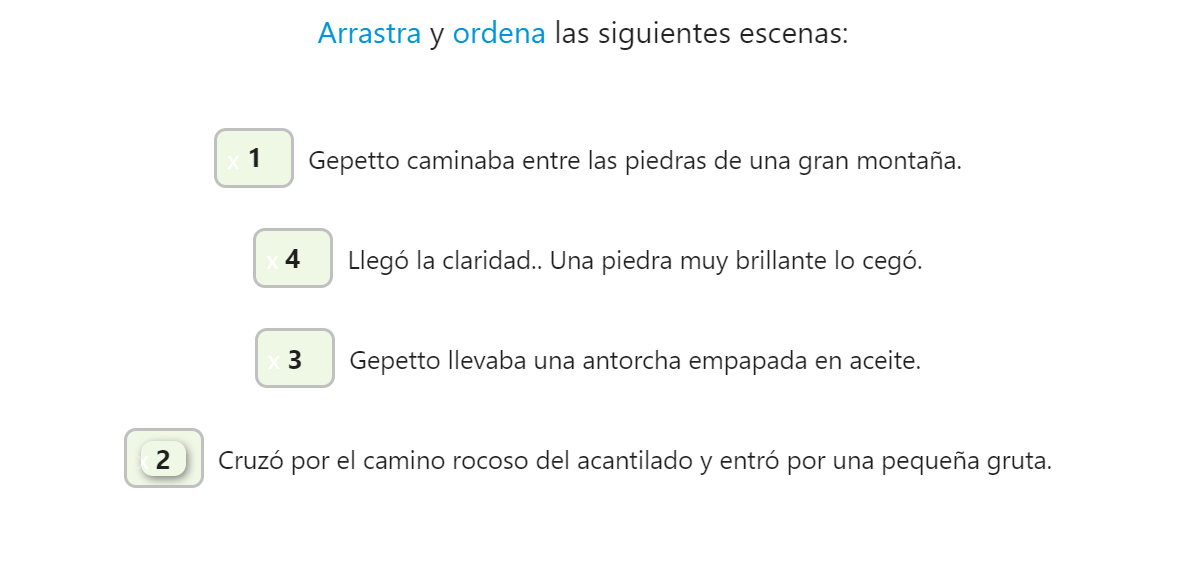 Arrastra y ordena las siguientes escenas:
x 1 Gepetto caminaba entre las piedras de una gran montaña.
x 4 Llegó la claridad.. Una piedra muy brillante lo cegó.
x 3 Gepetto llevaba una antorcha empapada en aceite.
x 2 Cruzó por el camino rocoso del acantilado y entró por una pequeña gruta.